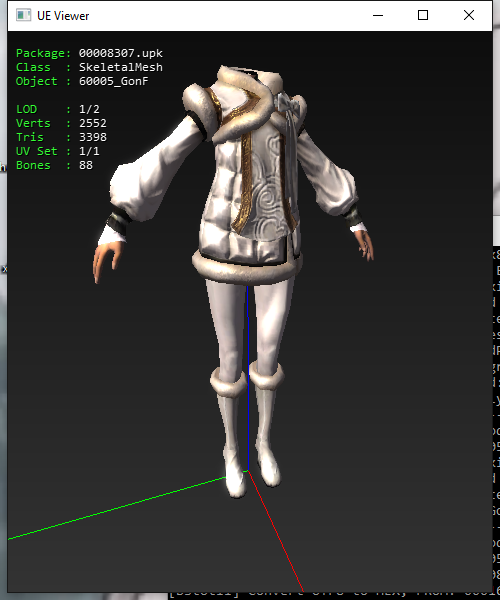 UE Viewer
Package: 00008307.upk
Class : SkeletalMesh
Object : 60005_GonF
LOD : 1/2
Verts : 2552
Tris : 3398
UV Set : 1/1
Bones : 88